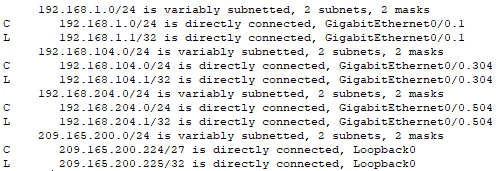 192.168.1.0/24 is variably subnetted, 2 subnets, 2 masks
C 192.168.1.0/24 is directly connected, GigabitEthernet0/0.1
L 192.168.1.1/32 is directly connected, GigabitEthernet0/0.1
192.168.104.0/24 is variably subnetted, 2 subnets, 2 masks
C 192.168.104.0/24 is directly connected, GigabitEthernet0/0.304
L 192.168.104.1/32 is directly connected, GigabitEthernet0/0.304
192.168.204.0/24 is variably subnetted, 2 subnets, 2 masks
C 192.168.204.0/24 is directly connected, GigabitEthernet0/0.504
L 192.168.204.1/32 is directly connected, GigabitEthernet0/0.504
209.165.200.0/24 is variably subnetted, 2 subnets, 2 masks
C 209.165.200.224/27 is directly connected, Loopback0
L 209.165.200.225/32 is directly connected, Loopback0